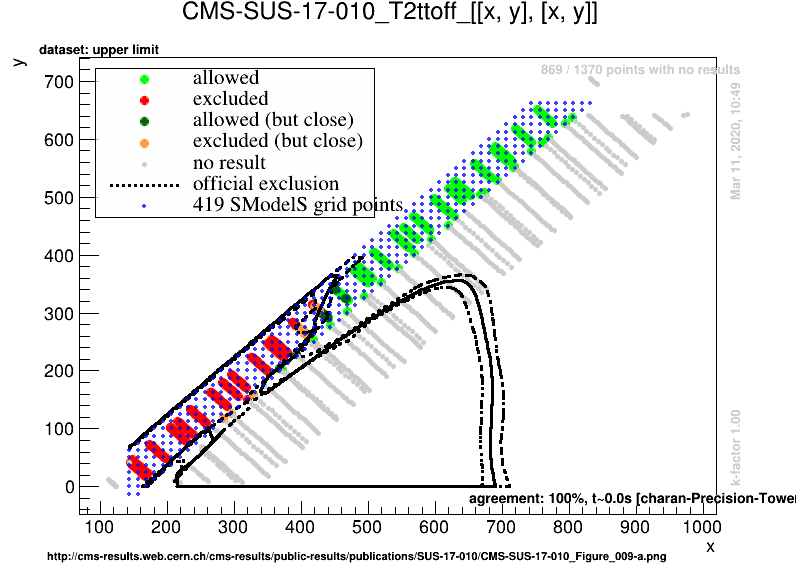 CMS-SUS-17-010_T2ttoff_[[x, y], [x, y]]
dataset: upper limit
y
869 / 1370 points with no results
allowed
excluded
allowed (but close)
excluded (but close)
no result
official exclusion
419 SModelS grid points
700
600
500
400
300
200
100
0
Mar 11, 2020, 10:49
k-factor 1.00
agreement: 100%, t~0.0s [charan-Precision-Tower
100 200 300 400 500 600 700 800 900 1000
x
http://cms-results.web.cern.ch/cms-results/public-results/publications/SUS-17-010/CMS-SUS-17-010_Figure_009-a.png